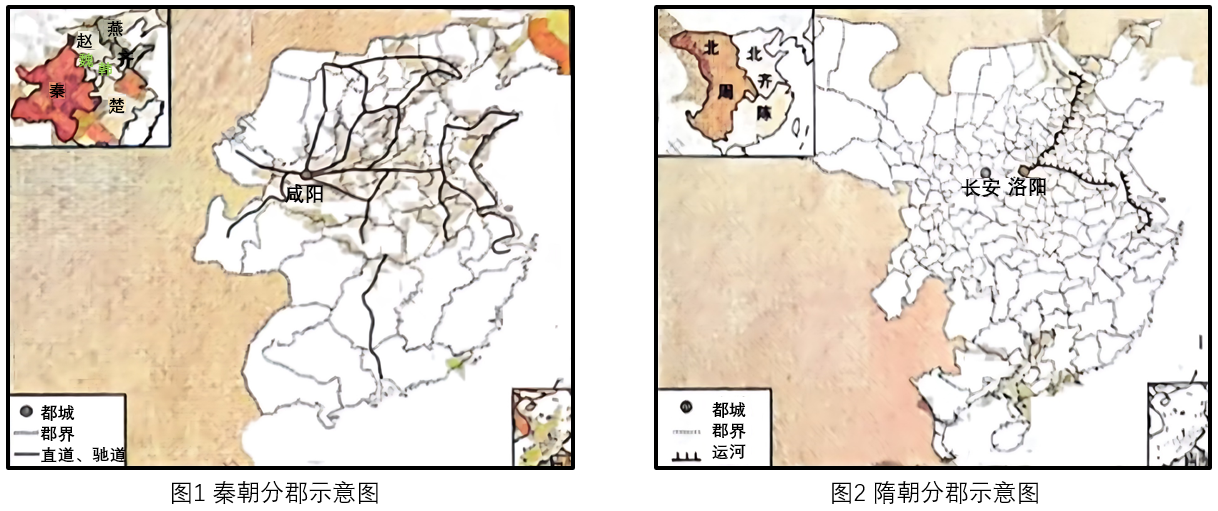 燕
赵
魏
韩
齐
秦
楚
咸阳
都城
郡界
直道、驰道
图1 秦朝分郡示意图
北
周
北
齐
陈
长安 洛阳
都城
郡界
运河
图2 隋朝分郡示意图